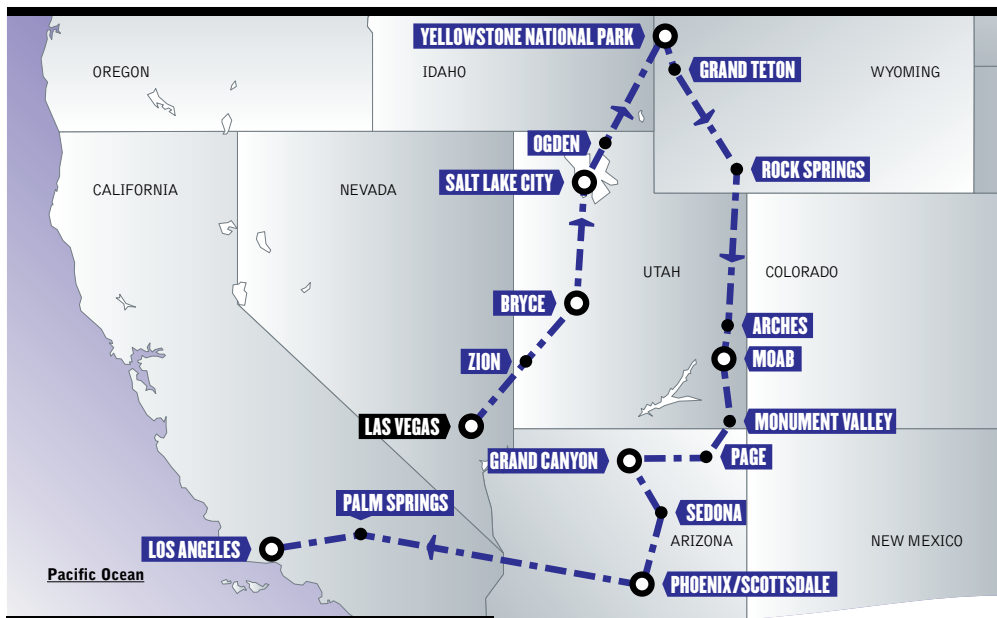 YELLOWSTONE NATIONAL PARK
OREGON
IDAHO
GRAND TETON
WYOMING
OGDEN
ROCK SPRINGS
SALT LAKE CITY
CALIFORNIA
NEVADA
UTAH
COLORADO
BRYCE
ARCHES
ZION
MOAB
LAS VEGAS
MONUMENT VALLEY
GRAND CANYON
PAGE
PALM SPRINGS
SEDONA
LOS ANGELES
ARIZONA
NEW MEXICO
Pacific Ocean
PHOENIX/SCOTTSDALE